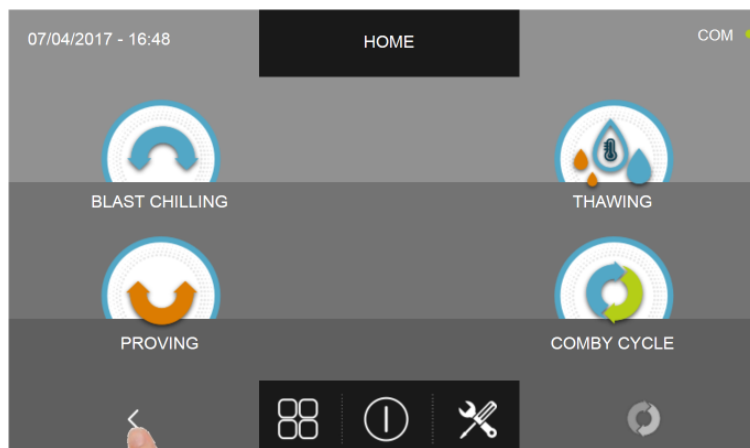 07/04/2017 - 16:48
HOME
COM
BLAST CHILLING
THAWING
PROVING
COMBY CYCLE